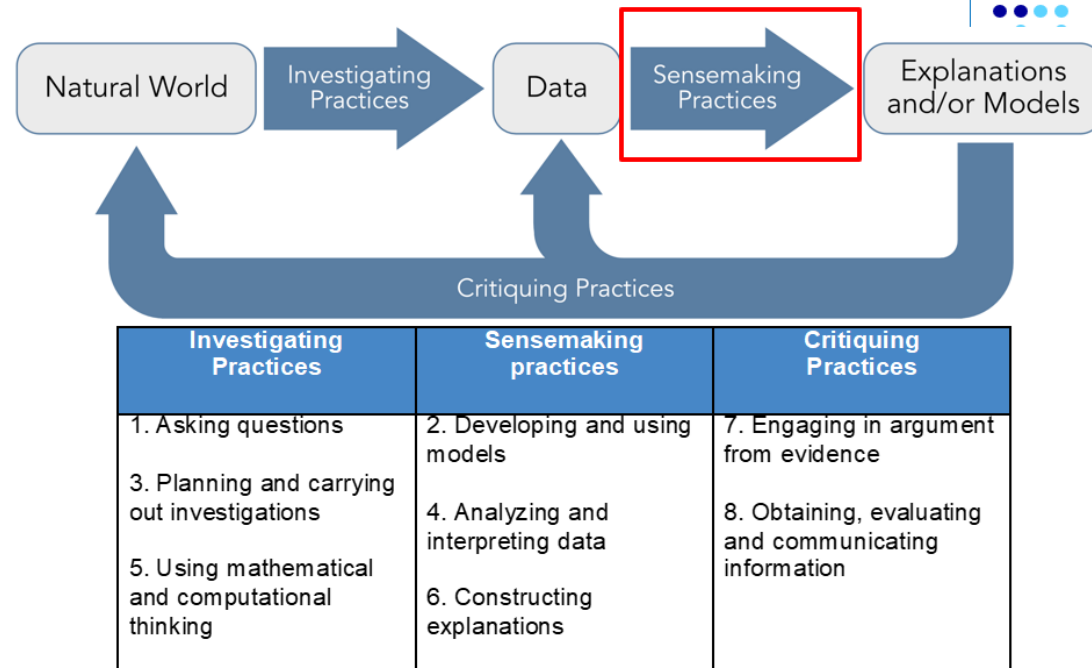 Natural World
Investigating
Practices
Data
Sensemaking
Practices
Explanations
and/or Models
Critiquing Practices
Investigating
Practices
Sensemaking
practices
Critiquing
Practices
1. Asking questions
3. Planning and carrying
out investigations
5. Using mathematical
and computational
thinking
2. Developing and using
models
4. Analyzing and
interpreting data
6. Constructing
explanations
7. Engaging in argument
from evidence
8. Obtaining, evaluating
and communicating
information